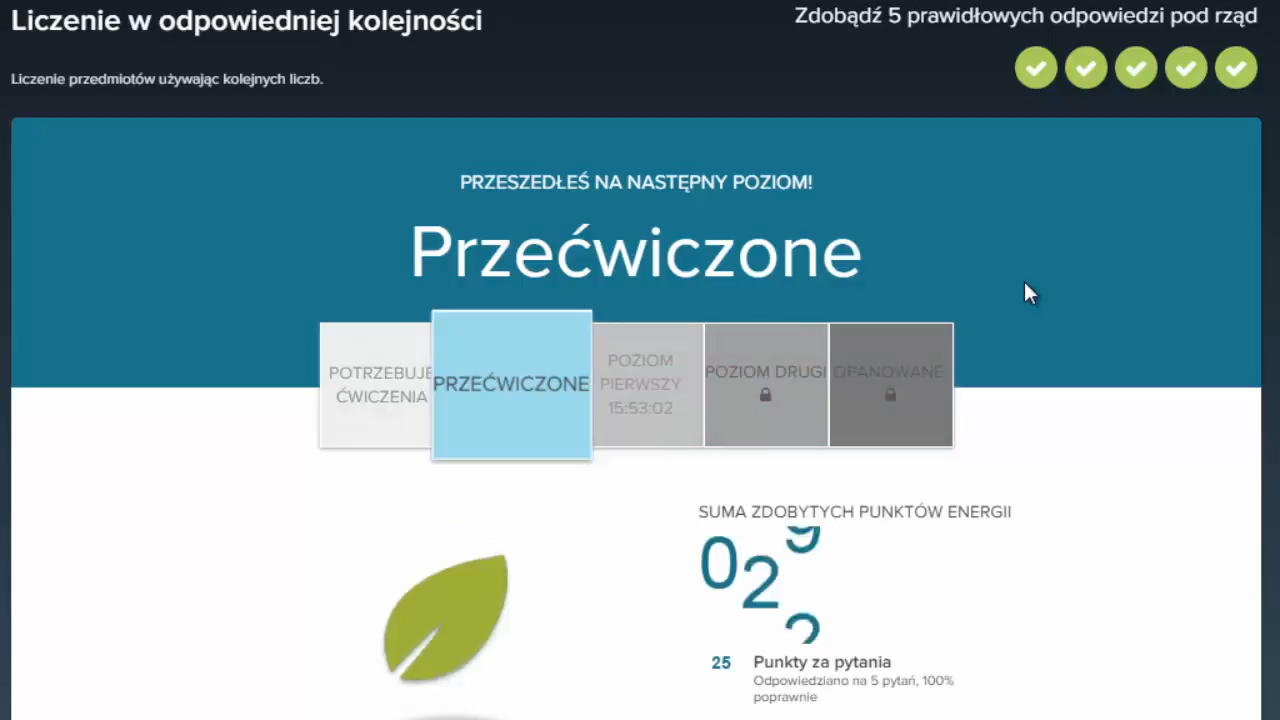 Liczenie w odpowiedniej kolejności
Zdobądź 5 prawidłowych odpowiedzi pod rząd
Liczenie przedmiotów używając kolejnych liczb.
PRZESZEDŁEŚ NA NASTĘPNY POZIOM!
Przećwiczone
POTRZEBUJE
ĆWICZENIA
PRZEĆWICZONE
POZIOM
PIERWSZY
15:53:02
POZIOM DRUGI
OPANOWANE
SUMA ZDOBYTYCH PUNKTÓW ENERGII
02
25 Punkty za pytania
Odpowiedziano na 5 pytań, 100%
poprawnie